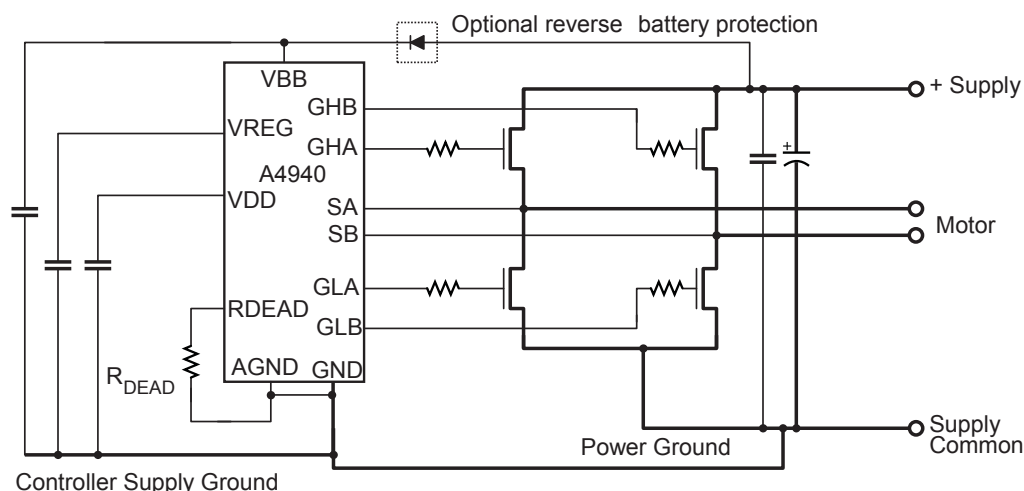 Optional reverse battery protection
VBB
+ Supply
GHB
VREG
GHA
A4940
+
VDD
SA
SB
Motor
GLA
RDEAD
GLB
AGND
GND
RDEAD
Supply
Common
Power Ground
Controller Supply Ground